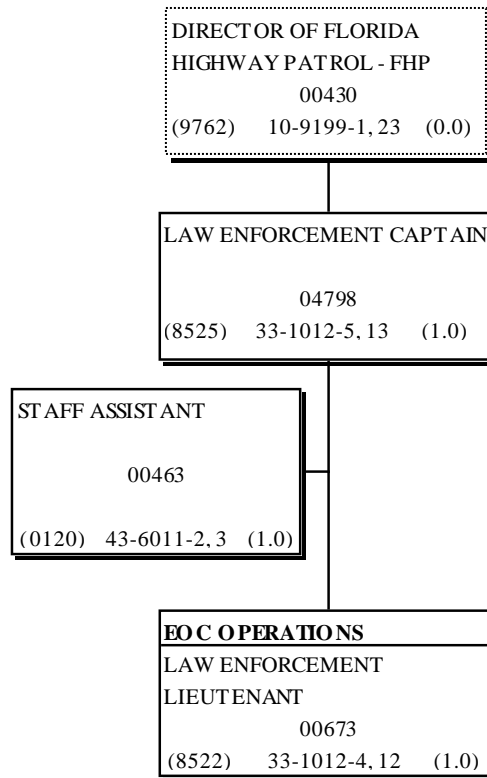 DIRECTOR OF FLORIDA
HIGHWAY PATROL - FHP
00430
(9762) 10-9199-1, 23 (0.0)
LAW ENFORCEMENT CAPTAIN
04798
(8525) 33-1012-5, 13 (1.0)
STAFF ASSISTANT
00463
(0120) 43-6011-2, 3 (1.0)
EOC OPERATIONS
LAW ENFORCEMENT
LIEUTENANT
00673
(8522) 33-1012-4, 12 (1.0)